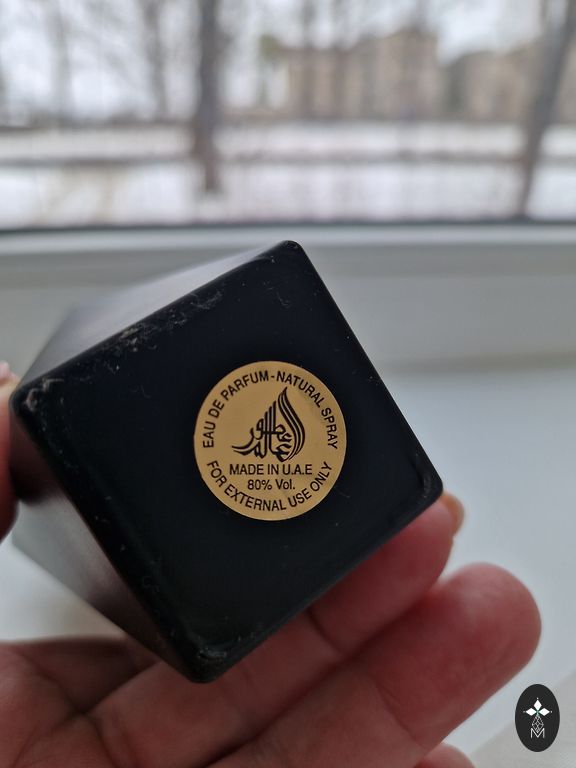 EAU DE PARFUM-NATURAL SPRAY
MADE IN U.A.E
80% Vol.
FOR EXTERNAL USE ONLY
M